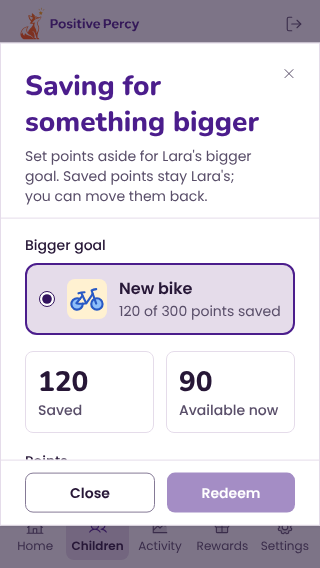 Positive Percy
Saving for
something bigger
Set points aside for Lara's bigger
goal. Saved points stay Lara's;
you can move them back.
Bigger goal
New bike
120 of 300 points saved
120
Saved
90
Available now
Points
Close
Redeem
Home
Children
Activity
Rewards
Settings